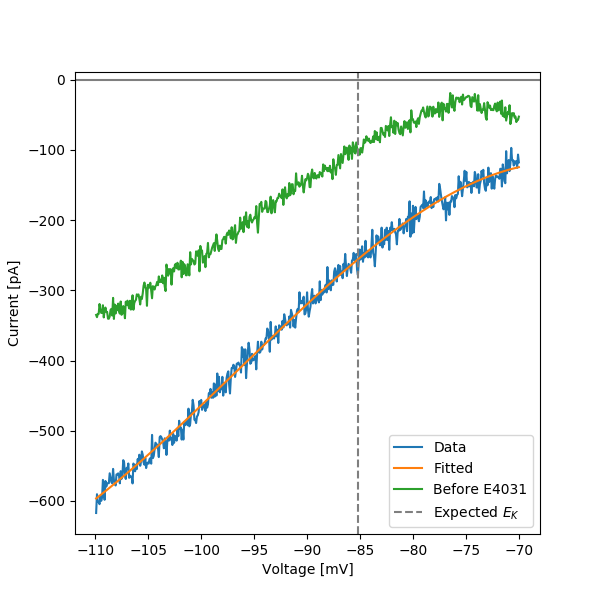 0
−100
−200
−300
−400
−500
−600
Current [pA]
Data
Fitted
Before E4031
Expected E_K
−110 −105 −100 −95 −90 −85 −80 −75 −70
Voltage [mV]